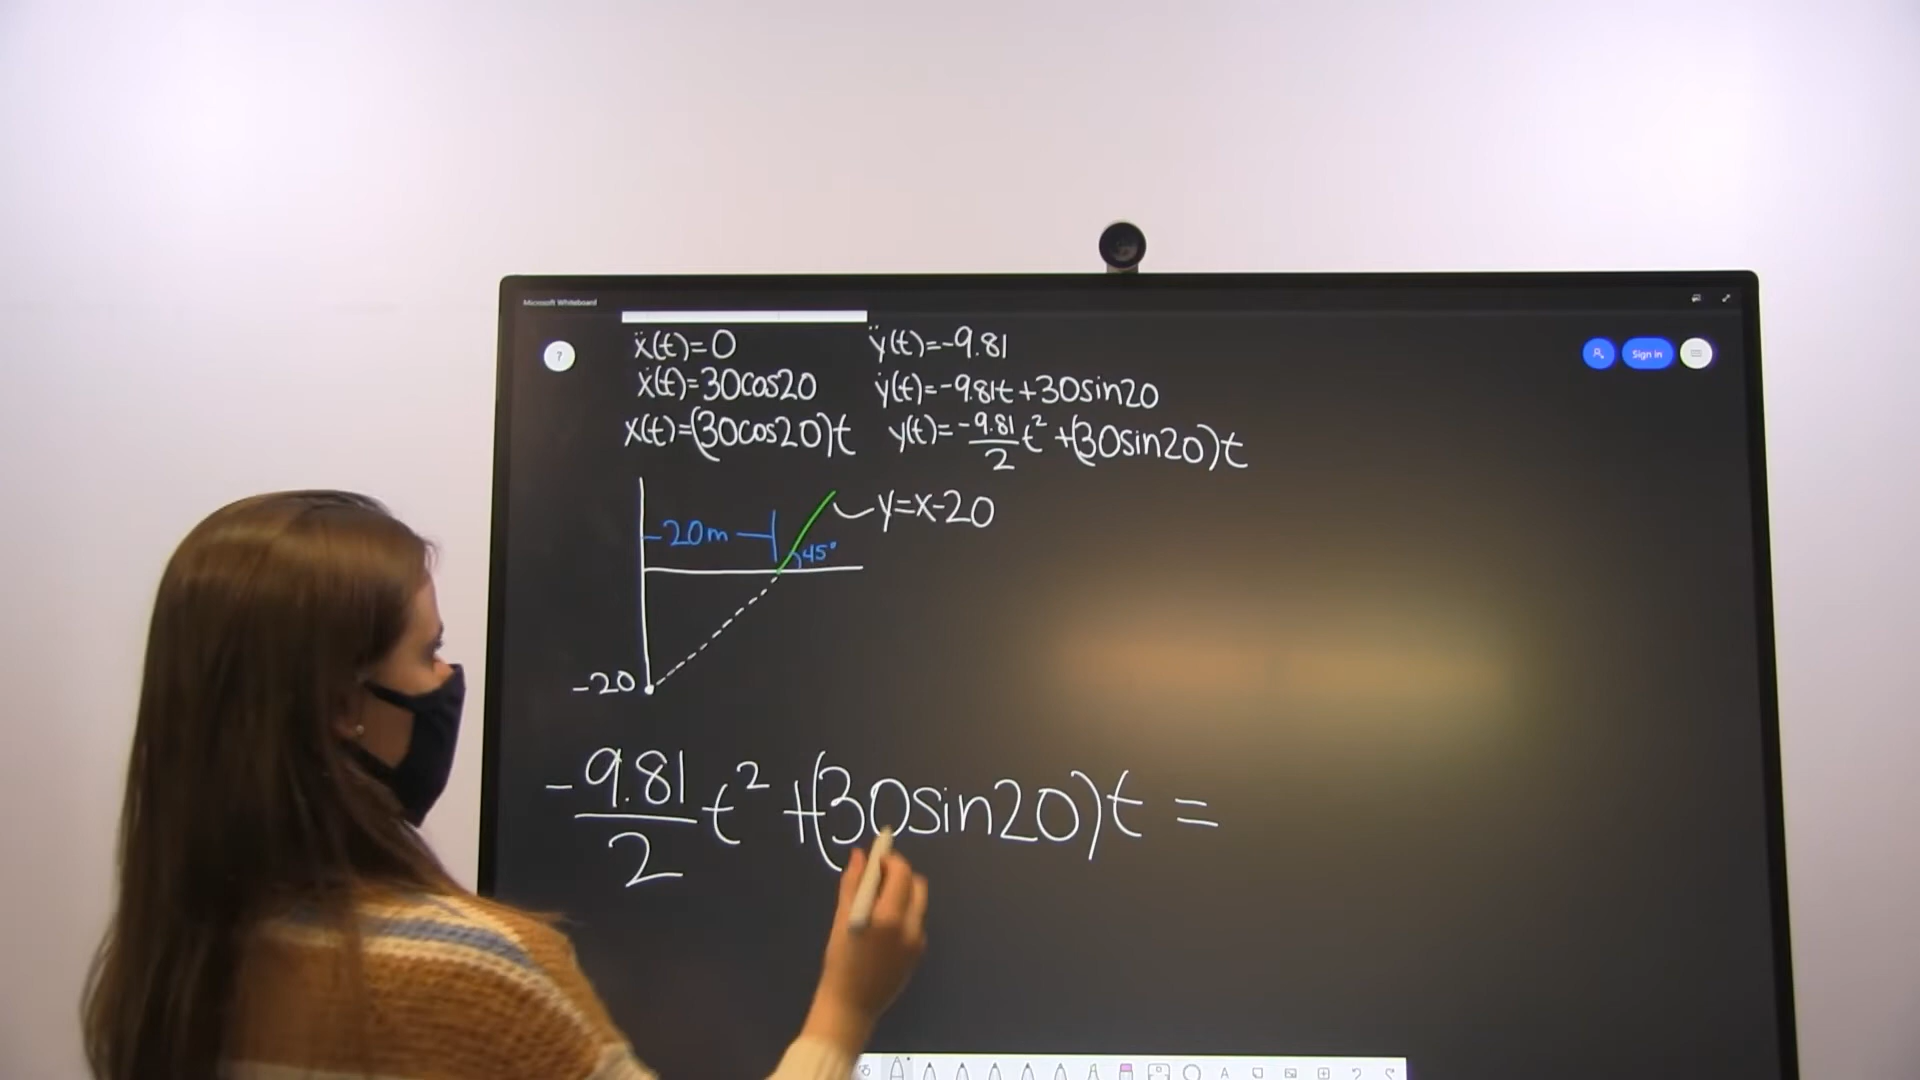 Microsoft Whiteboard
?
Sign in
ẍ(t)=0 ÿ(t)=-9.81
ẋ(t)=30cos20 ẏ(t)=-9.81t+30sin20
x(t)=(30cos20)t y(t)=-9.81/2 t² +(30sin20)t
20m
y=x-20
45°
-20
-9.81/2 t² +(30sin20)t =
A